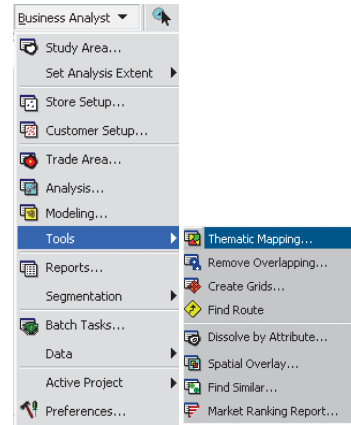 Business Analyst
Study Area...
Set Analysis Extent
Store Setup...
Customer Setup...
Trade Area...
Analysis...
Modeling...
Tools
Reports...
Segmentation
Batch Tasks...
Data
Active Project
Preferences...
Thematic Mapping...
Remove Overlapping...
Create Grids...
Find Route
Dissolve by Attribute...
Spatial Overlay...
Find Similar...
Market Ranking Report...